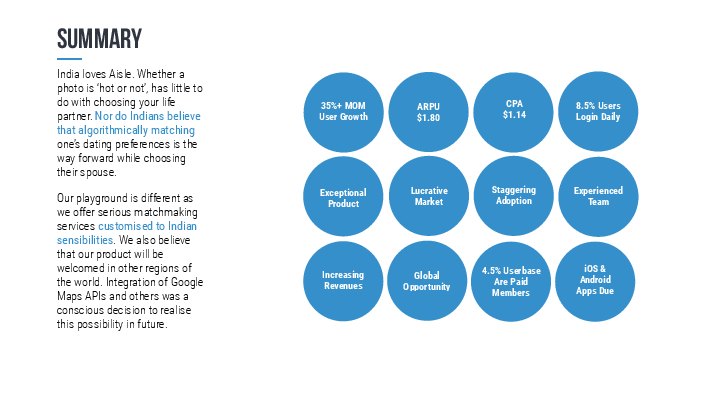 SUMMARY
India loves Aisle. Whether a
photo is 'hot or not', has little to
do with choosing your life
partner. Nor do Indians believe
that algorithmically matching
one's dating preferences is the
way forward while choosing
their spouse.
Our playground is different as
we offer serious matchmaking
services customised to Indian
sensibilities. We also believe
that our product will be
welcomed in other regions of
the world. Integration of Google
Maps APIs and others was a
conscious decision to realise
this possibility in future.
35%+ MOM
User Growth
ARPU
$1.80
CPA
$1.14
8.5% Users
Login Daily
Exceptional
Product
Lucrative
Market
Staggering
Adoption
Experienced
Team
Increasing
Revenues
Global
Opportunity
4.5% Userbase
Are Paid
Members
iOS &
Android
Apps Due